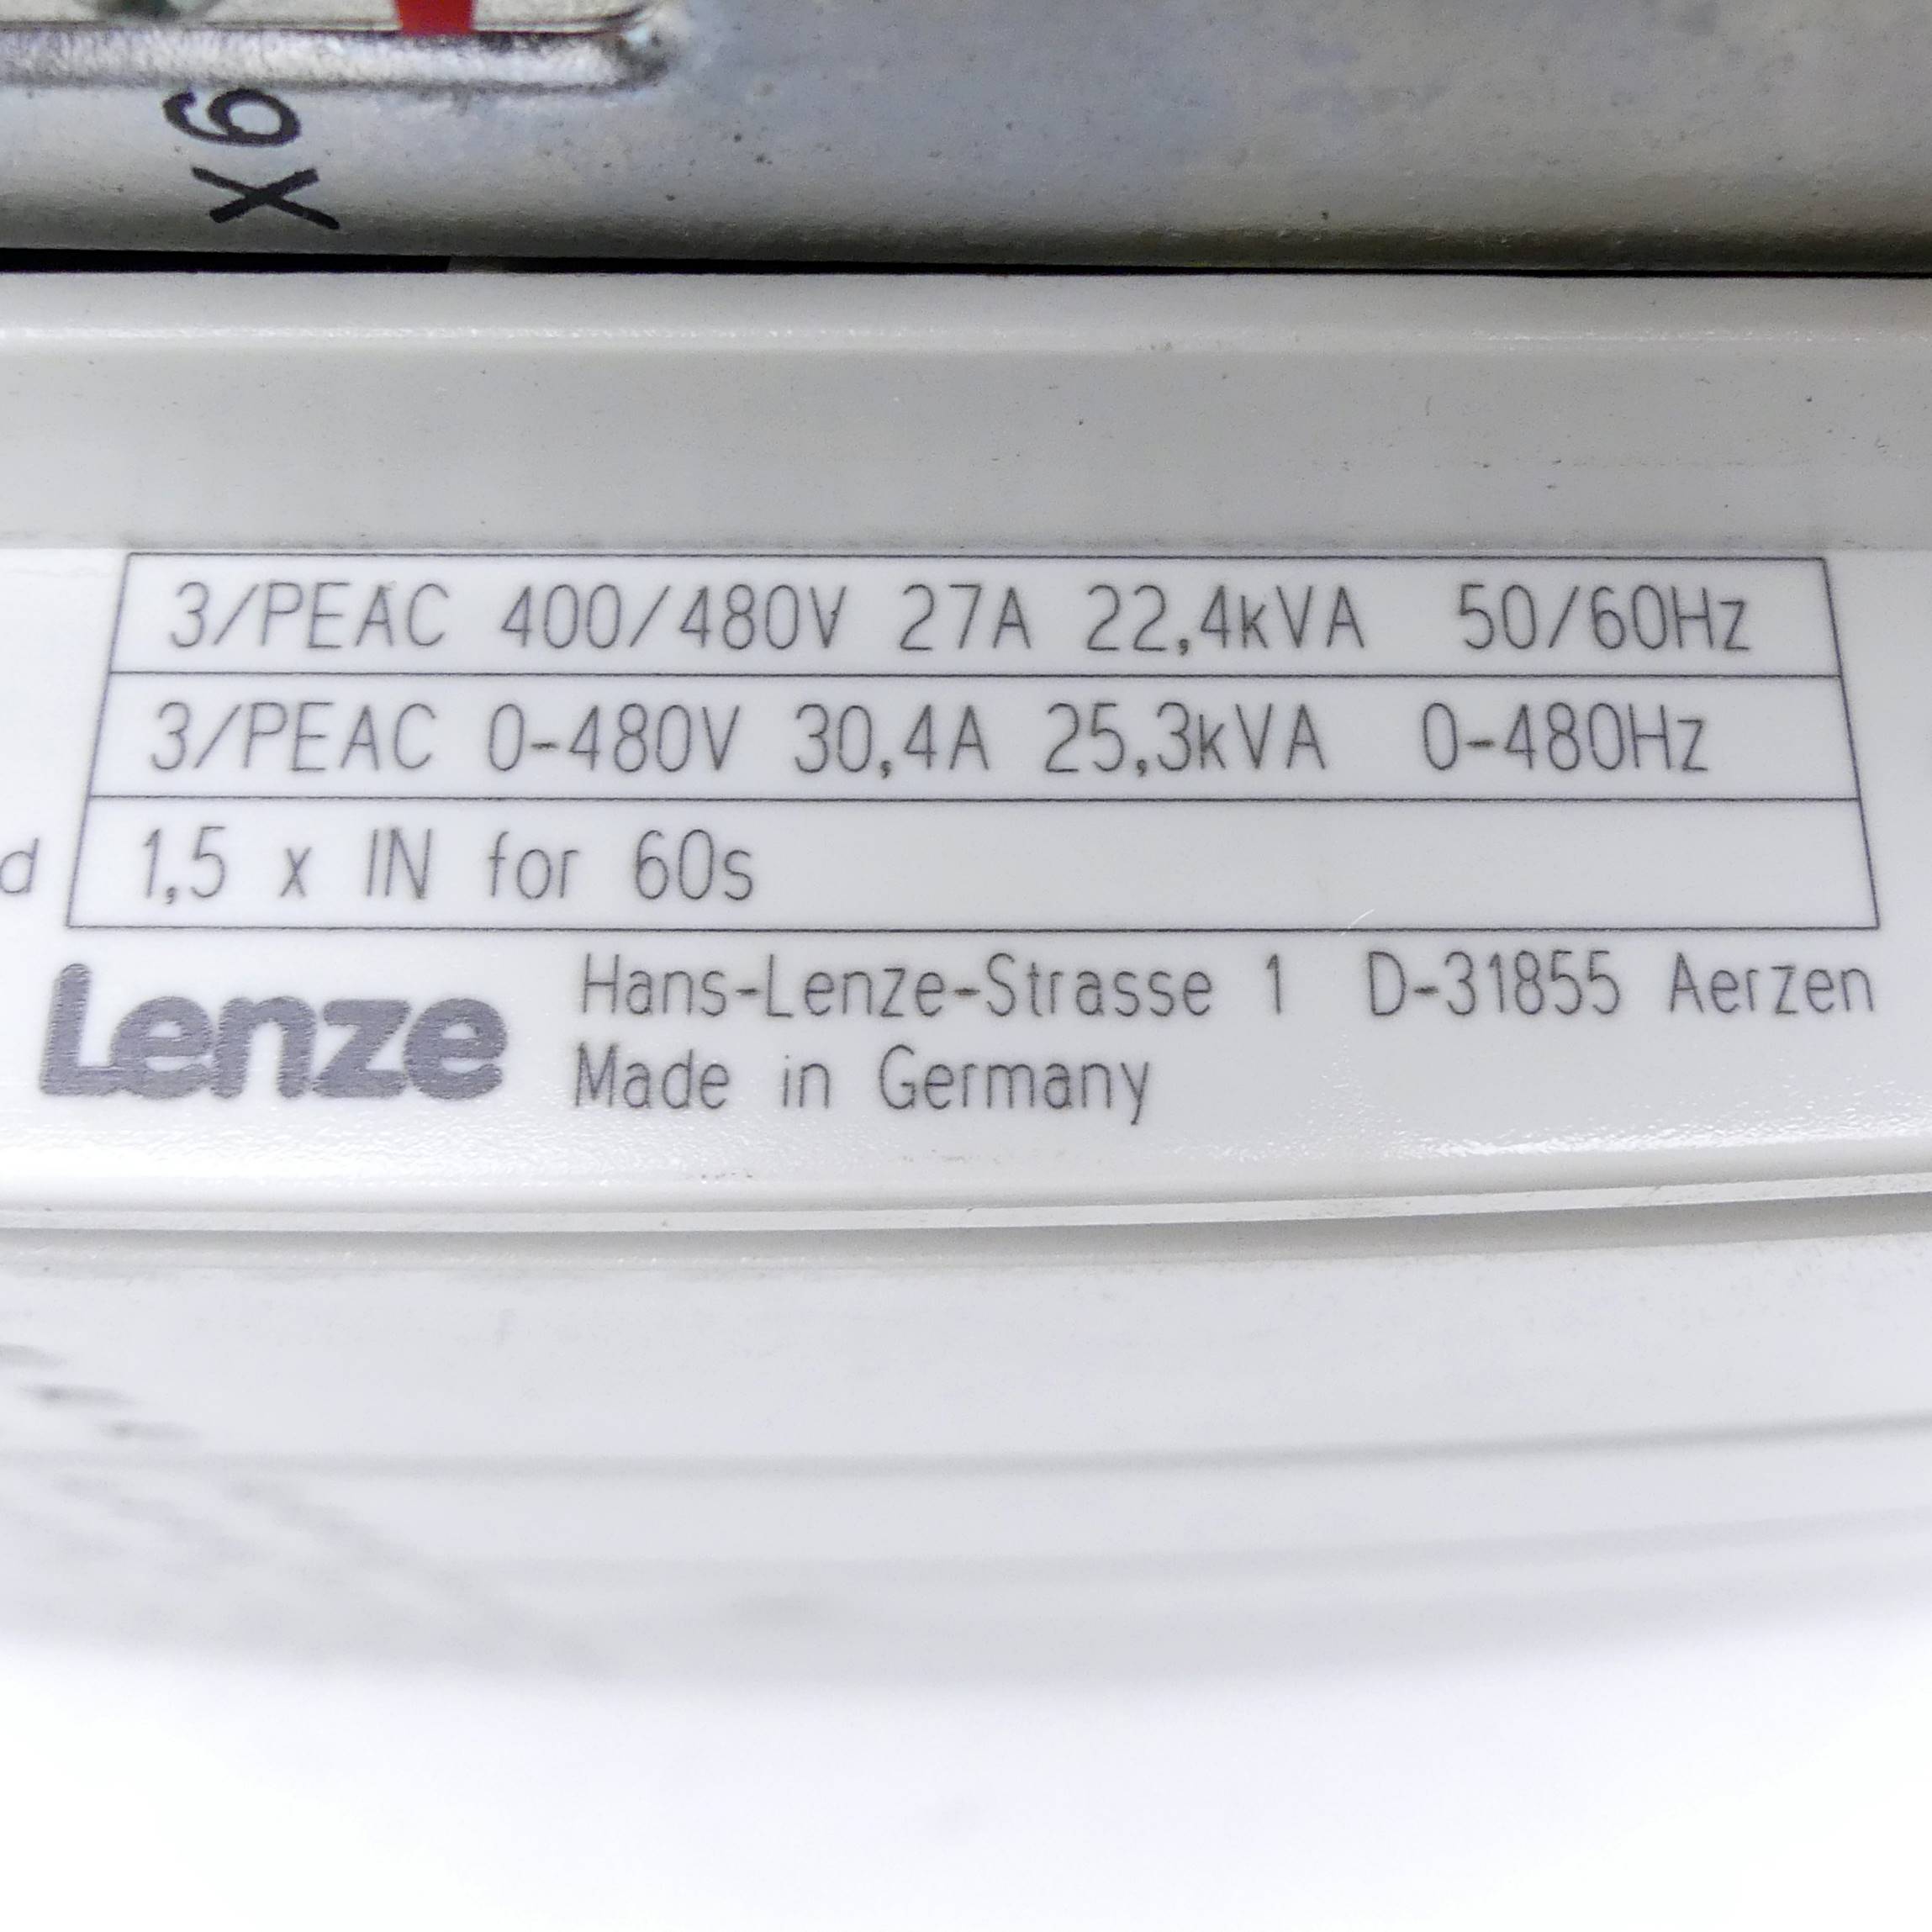 X6
3/PEAC 400/480V 27A 22,4kVA 50/60Hz
3/PEAC 0-480V 30,4A 25,3kVA 0-480Hz
d 1,5 x IN for 60s
Lenze Hans-Lenze-Strasse 1 D-31855 Aerzen
Made in Germany